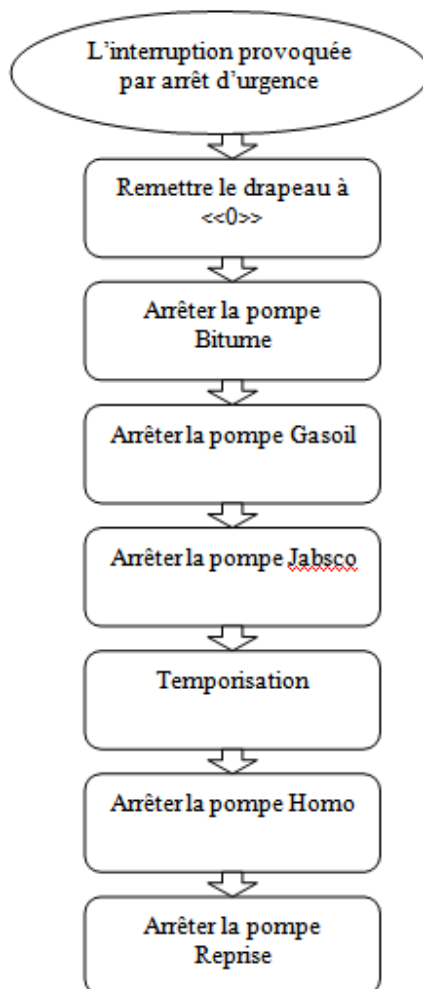 L'interruption provoquée
par arrêt d'urgence
Remettre le drapeau à
<<0>>
Arrêter la pompe
Bitume
Arrêter la pompe Gasoil
Arrêter la pompe Jabsco
Temporisation
Arrêter la pompe Homo
Arrêter la pompe
Reprise